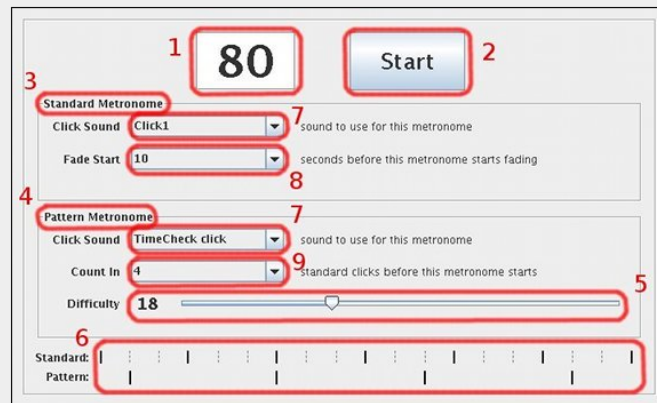 1 80 Start 2
3
Standard Metronome
7
Click Sound Click1 sound to use for this metronome
Fade Start 10 seconds before this metronome starts fading
8
4
Pattern Metronome
7
Click Sound TimeCheck click sound to use for this metronome
9
Count In 4 standard clicks before this metronome starts
5
Difficulty 18
6
Standard:
Pattern: